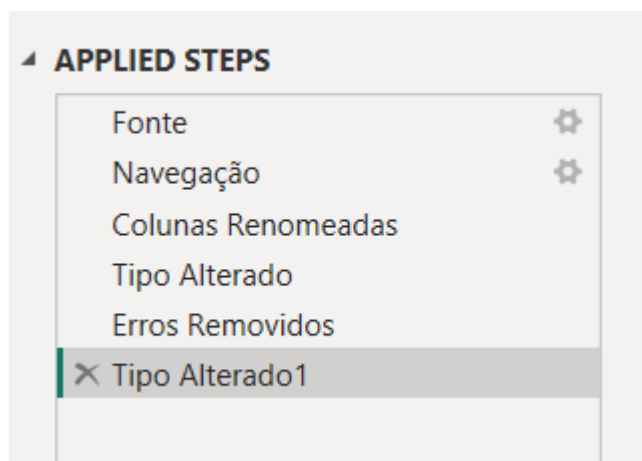 APPLIED STEPS
Fonte
Navegação
Colunas Renomeadas
Tipo Alterado
Erros Removidos
Tipo Alterado1